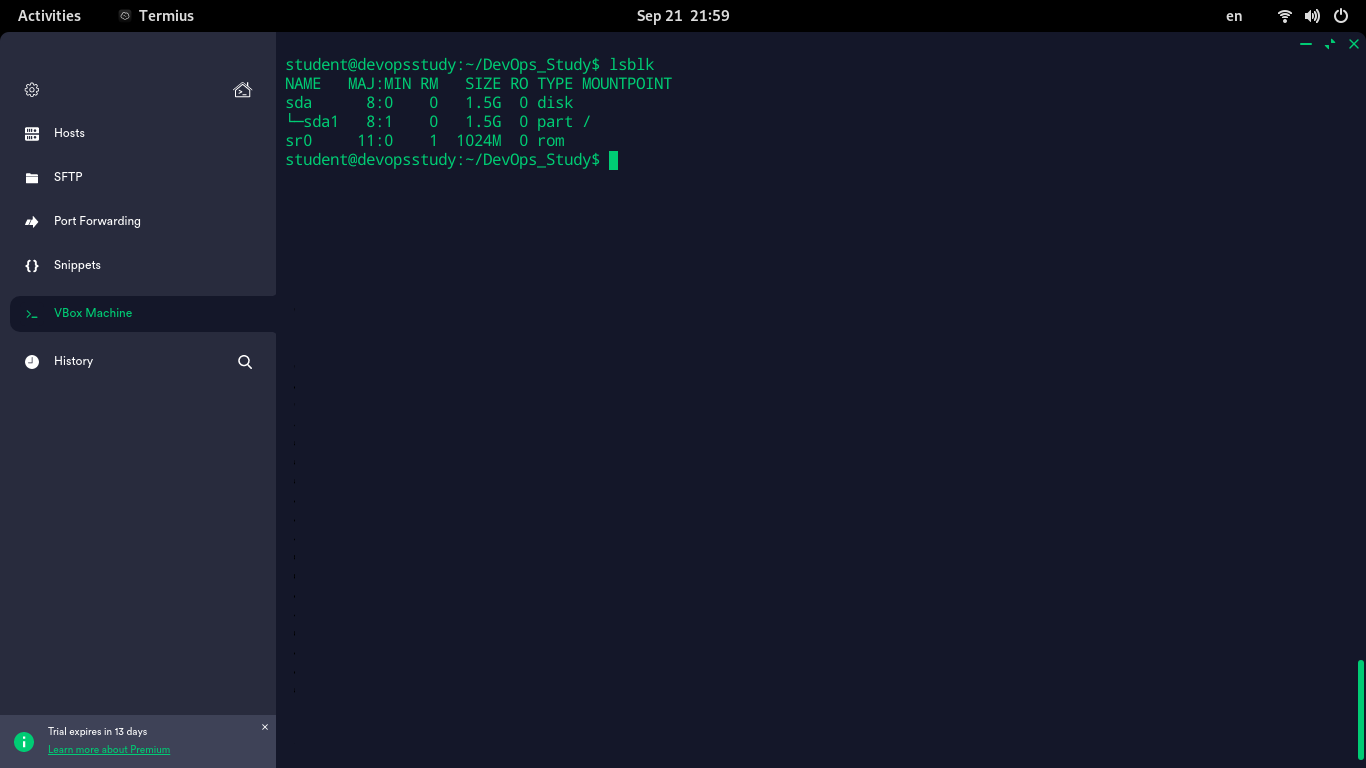 Activities Termius Sep 21 21:59 en
Hosts
SFTP
Port Forwarding
Snippets
VBox Machine
History
Trial expires in 13 days
Learn more about Premium
student@devopsstudy:~/DevOps_Study$ lsblk
NAME   MAJ:MIN RM   SIZE RO TYPE MOUNTPOINT
sda      8:0    0   1.5G  0 disk
└─sda1   8:1    0   1.5G  0 part /
sr0     11:0    1  1024M  0 rom
student@devopsstudy:~/DevOps_Study$